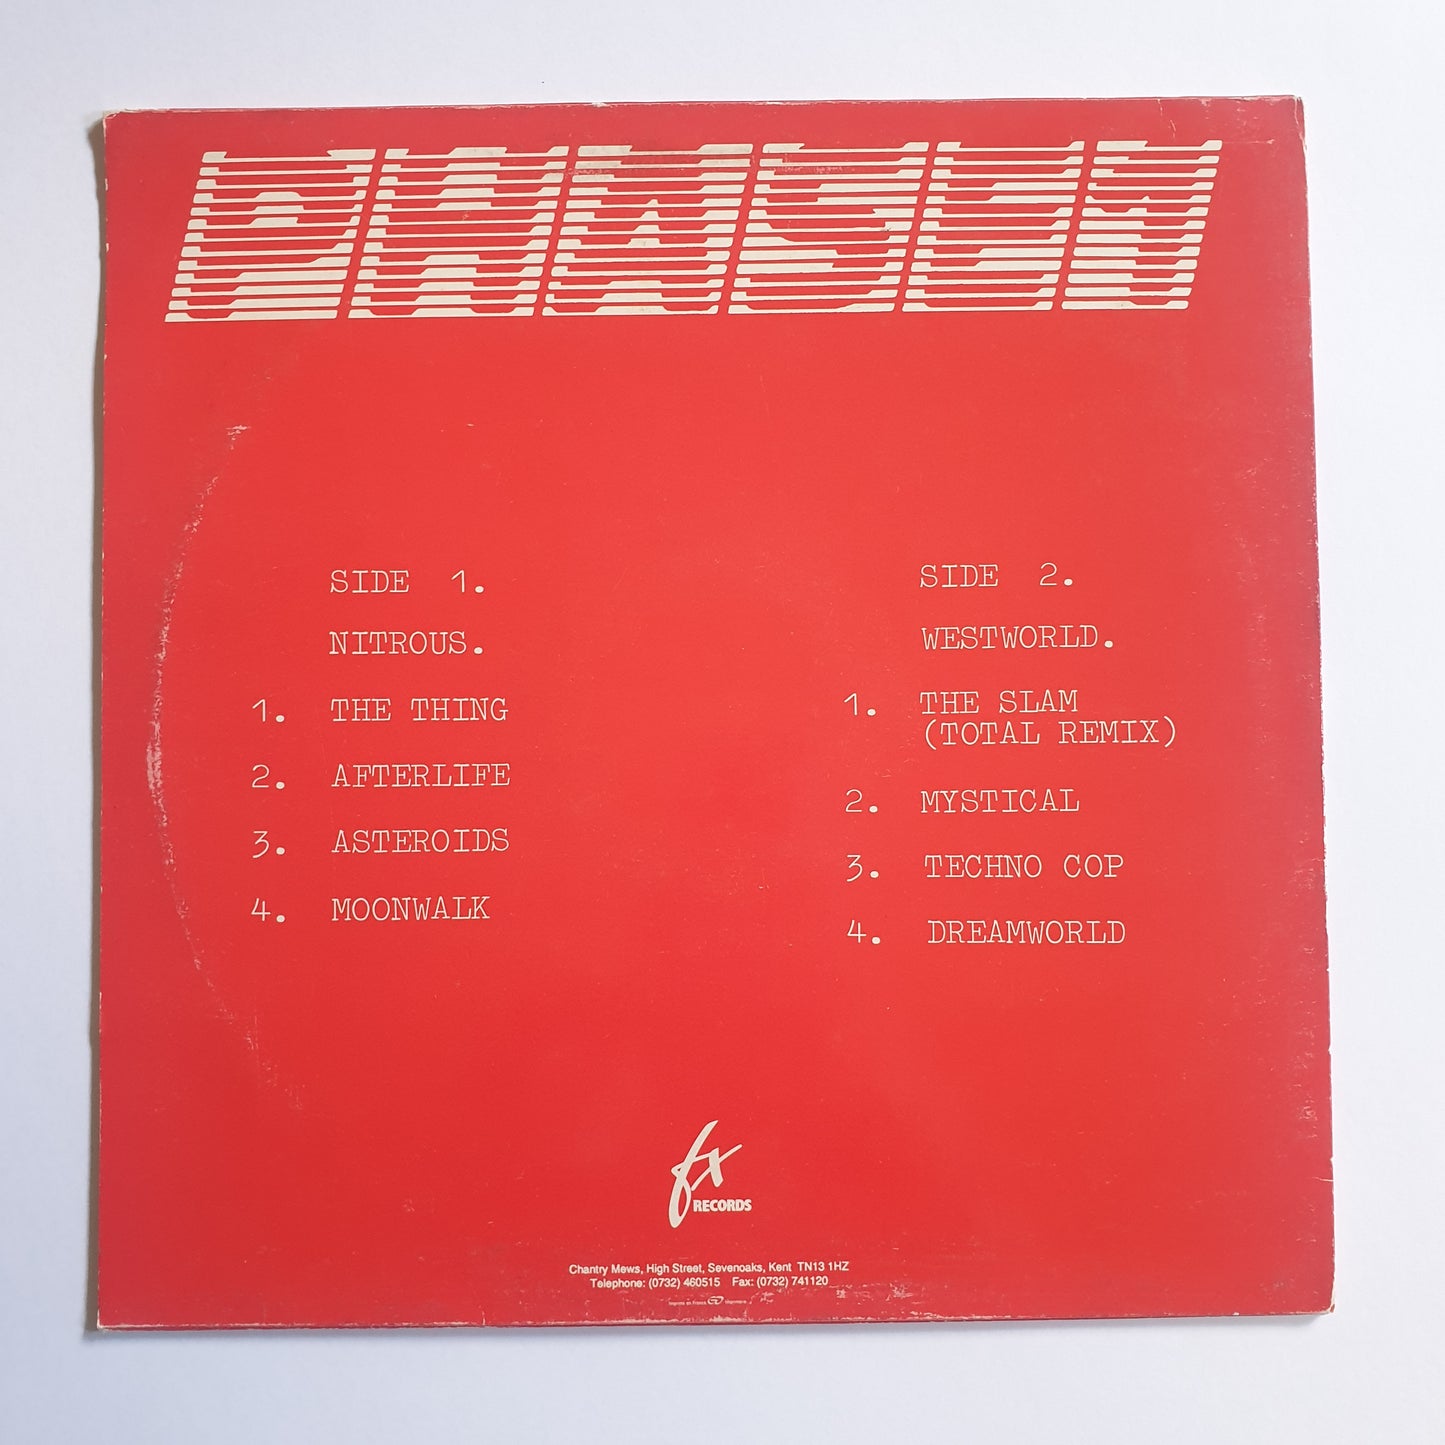 SIDE 1.
NITROUS.
1. THE THING
2. AFTERLIFE
3. ASTEROIDS
4. MOONWALK
SIDE 2.
WESTWORLD.
1. THE SLAM
(TOTAL REMIX)
2. MYSTICAL
3. TECHNO COP
4. DREAMWORLD
fx
RECORDS
Chantry Mews, High Street, Sevenoaks, Kent TN13 1HZ
Telephone: (0732) 460515 Fax: (0732) 741120